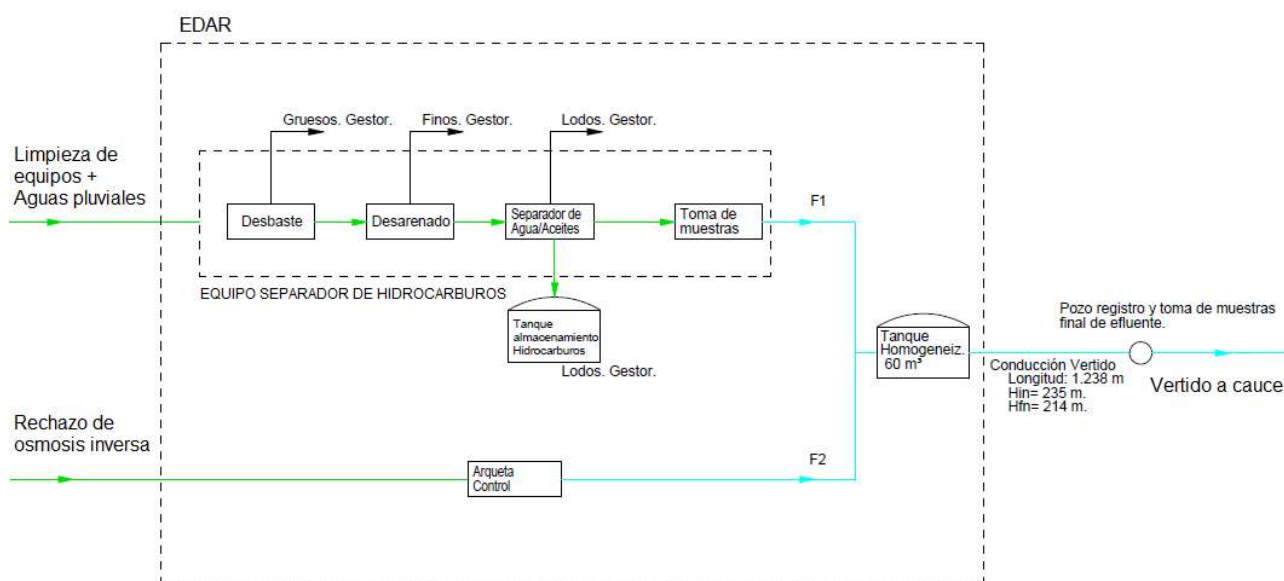 EDAR
Gruesos. Gestor.
Finos. Gestor.
Lodos. Gestor.
Limpieza de
equipos +
Aguas pluviales
Desbaste
Desarenado
Separador de
Agua/Aceites
Toma de
muestras
F1
EQUIPO SEPARADOR DE HIDROCARBUROS
Tanque
almacenamiento
Hidrocarburos
Lodos. Gestor.
Tanque
Homogeneiz.
60 m³
Pozo registro y toma de muestras
final de efluente.
Conducción Vertido
Longitud: 1.238 m
Hin= 235 m.
Hfn= 214 m.
Vertido a cauce
Rechazo de
osmosis inversa
Arqueta
Control
F2